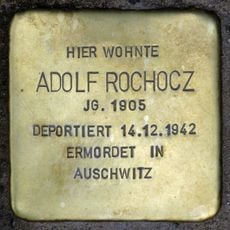 HIER WOHNTE
ADOLF ROCHOCZ
JG. 1905
DEPORTIERT 14.12.1942
ERMORDET IN
AUSCHWITZ